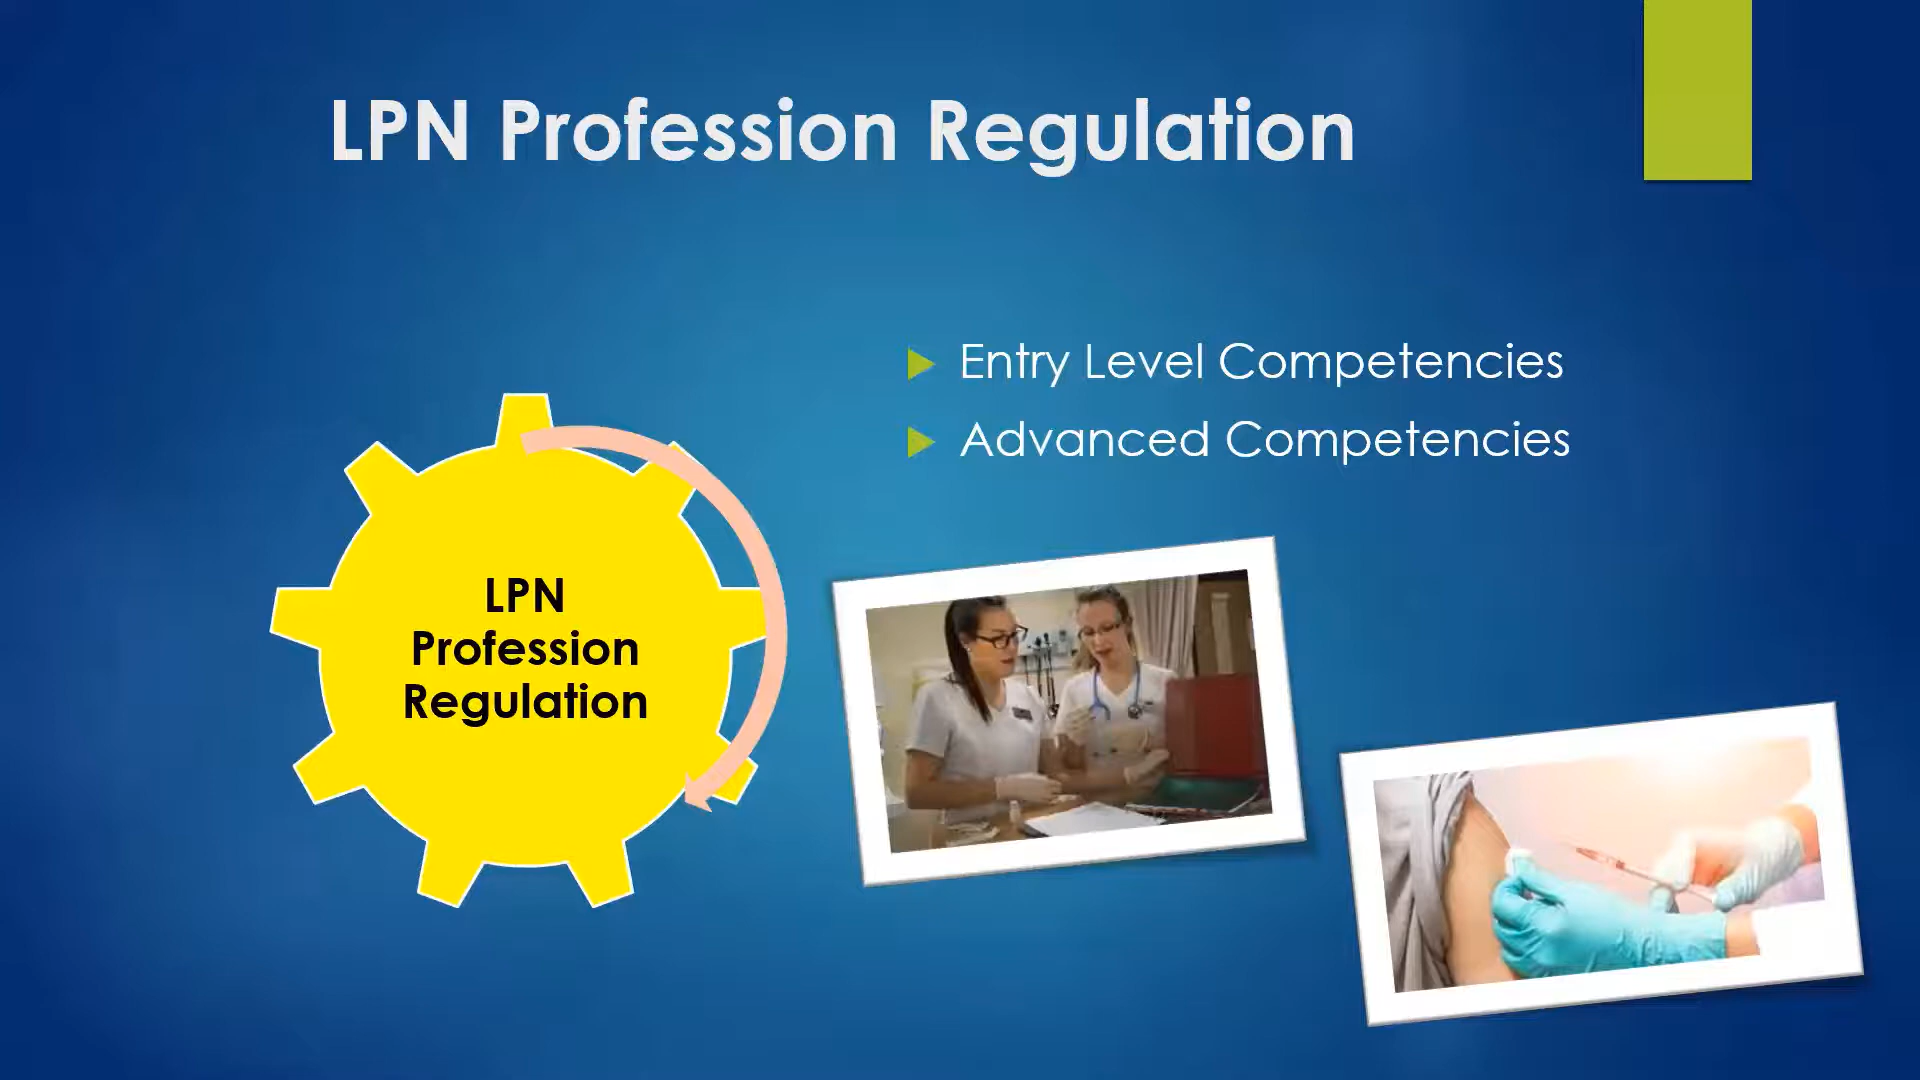 LPN Profession Regulation
Entry Level Competencies
Advanced Competencies
LPN
Profession
Regulation